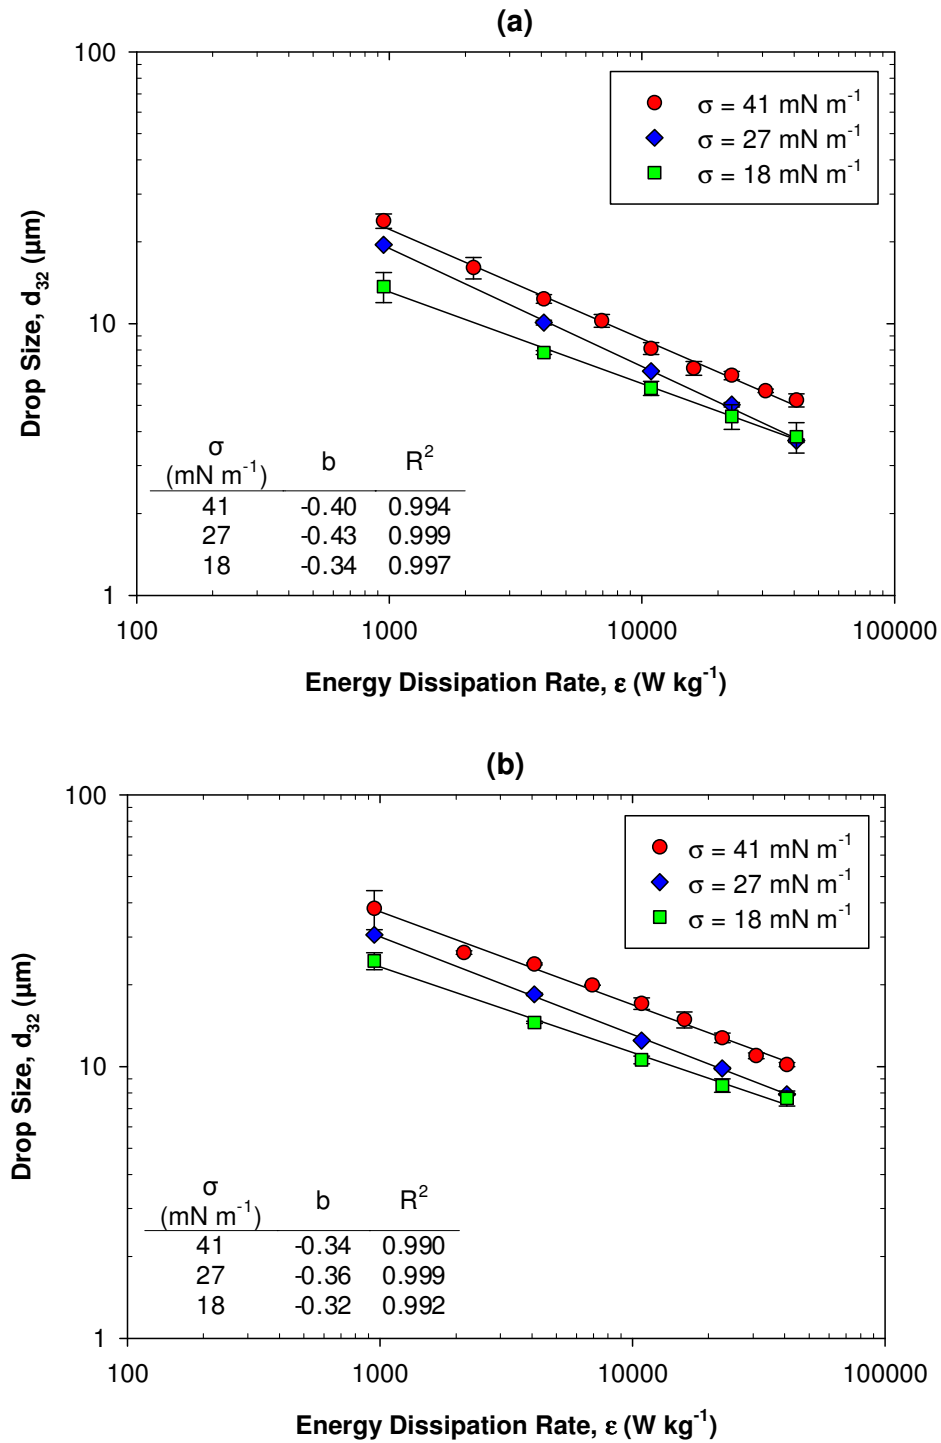 (a)
100
10
1
Drop Size, d₃₂ (µm)
σ = 41 mN m⁻¹
σ = 27 mN m⁻¹
σ = 18 mN m⁻¹
σ (mN m⁻¹) b R²
41 -0.40 0.994
27 -0.43 0.999
18 -0.34 0.997
100 1000 10000 100000
Energy Dissipation Rate, ε (W kg⁻¹)
(b)
100
10
1
Drop Size, d₃₂ (µm)
σ = 41 mN m⁻¹
σ = 27 mN m⁻¹
σ = 18 mN m⁻¹
σ (mN m⁻¹) b R²
41 -0.34 0.990
27 -0.36 0.999
18 -0.32 0.992
100 1000 10000 100000
Energy Dissipation Rate, ε (W kg⁻¹)